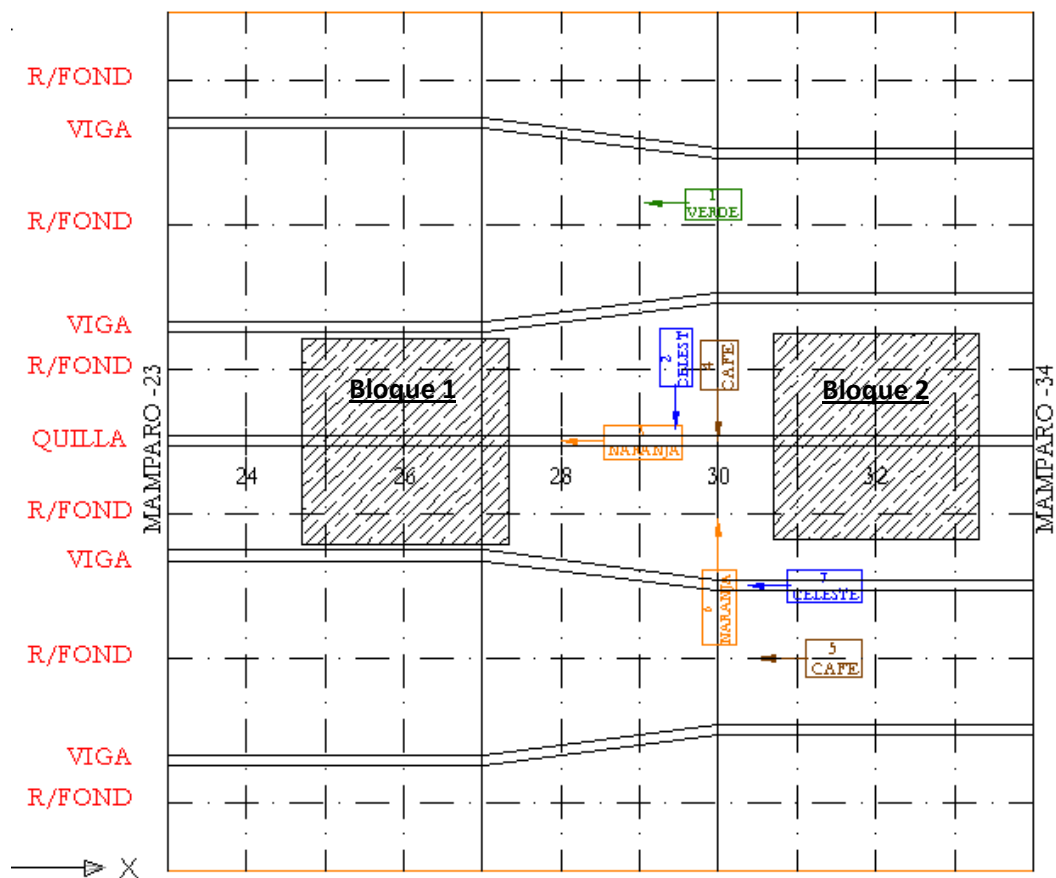 R/FOND
VIGA
1
VERDE
R/FOND
VIGA
R/FOND
2
CELEST
4
CAFE
Bloque 1
Bloque 2
MAMPARO -23
MAMPARO -34
QUILLA
NARANJA
24
26
28
30
32
R/FOND
VIGA
6
NARANJA
7
CELESTE
R/FOND
5
CAFE
VIGA
R/FOND
X